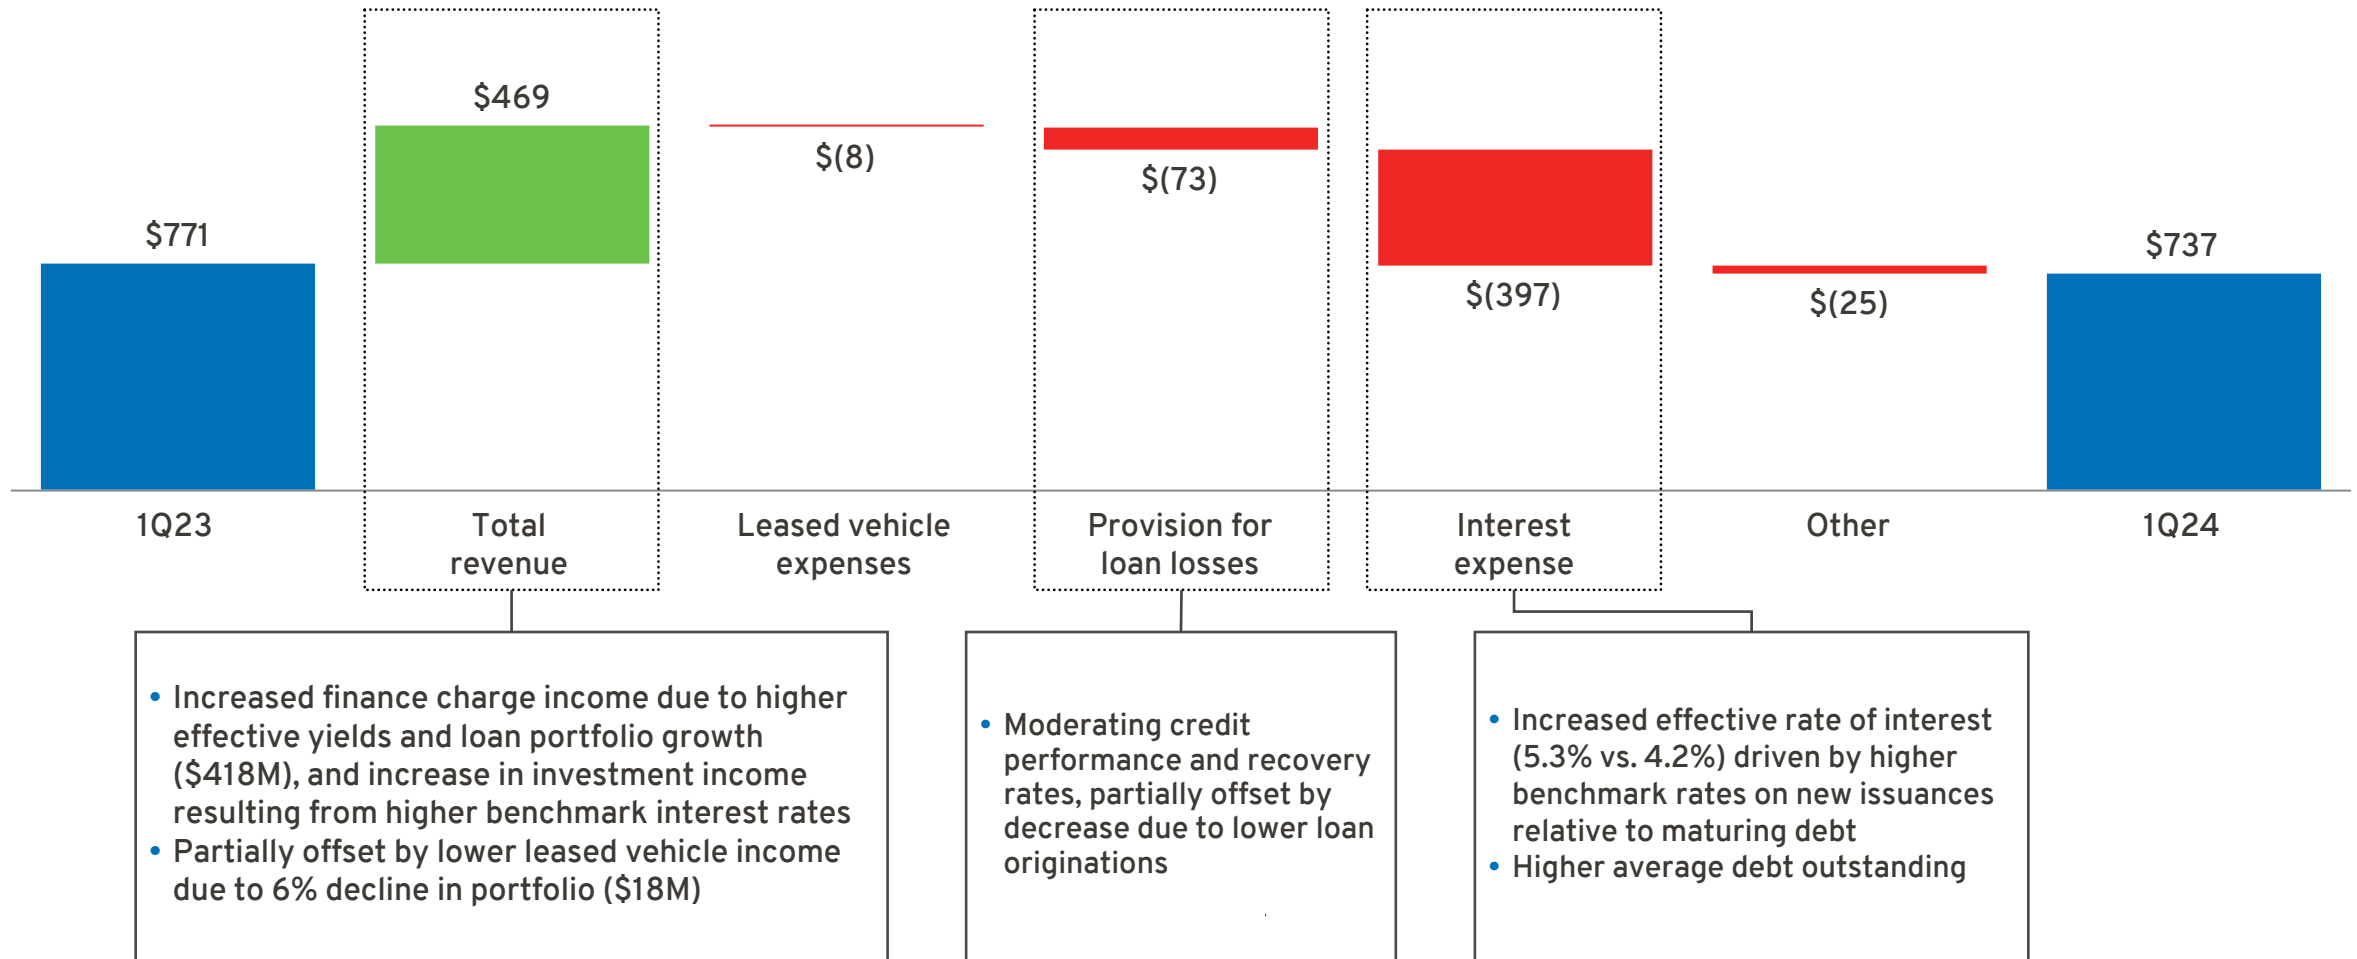 $469
$(8)
$(73)
$771
$(397)
$(25)
$737
1Q23
Total
revenue
Leased vehicle
expenses
Provision for
loan losses
Interest
expense
Other
1Q24
• Increased finance charge income due to higher
effective yields and loan portfolio growth
($418M), and increase in investment income
resulting from higher benchmark interest rates
• Partially offset by lower leased vehicle income
due to 6% decline in portfolio ($18M)
• Moderating credit
performance and recovery
rates, partially offset by
decrease due to lower loan
originations
• Increased effective rate of interest
(5.3% vs. 4.2%) driven by higher
benchmark rates on new issuances
relative to maturing debt
• Higher average debt outstanding